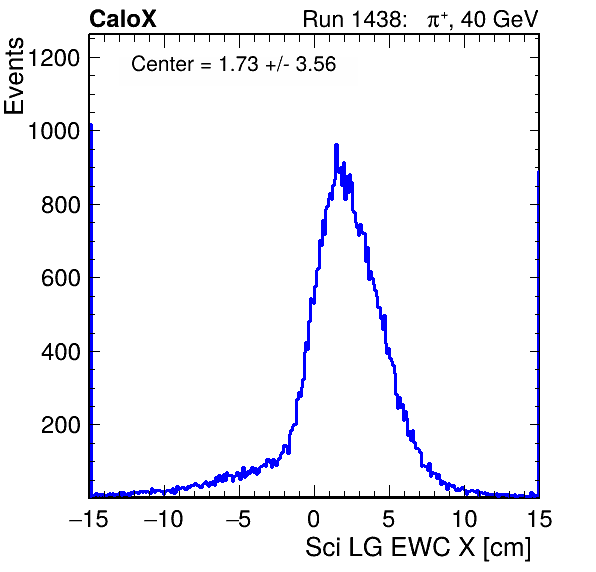 CaloX Run 1438: π⁺, 40 GeV
Center = 1.73 +/- 3.56
Events
1200
1000
800
600
400
200
−15 −10 −5 0 5 10 15
Sci LG EWC X [cm]